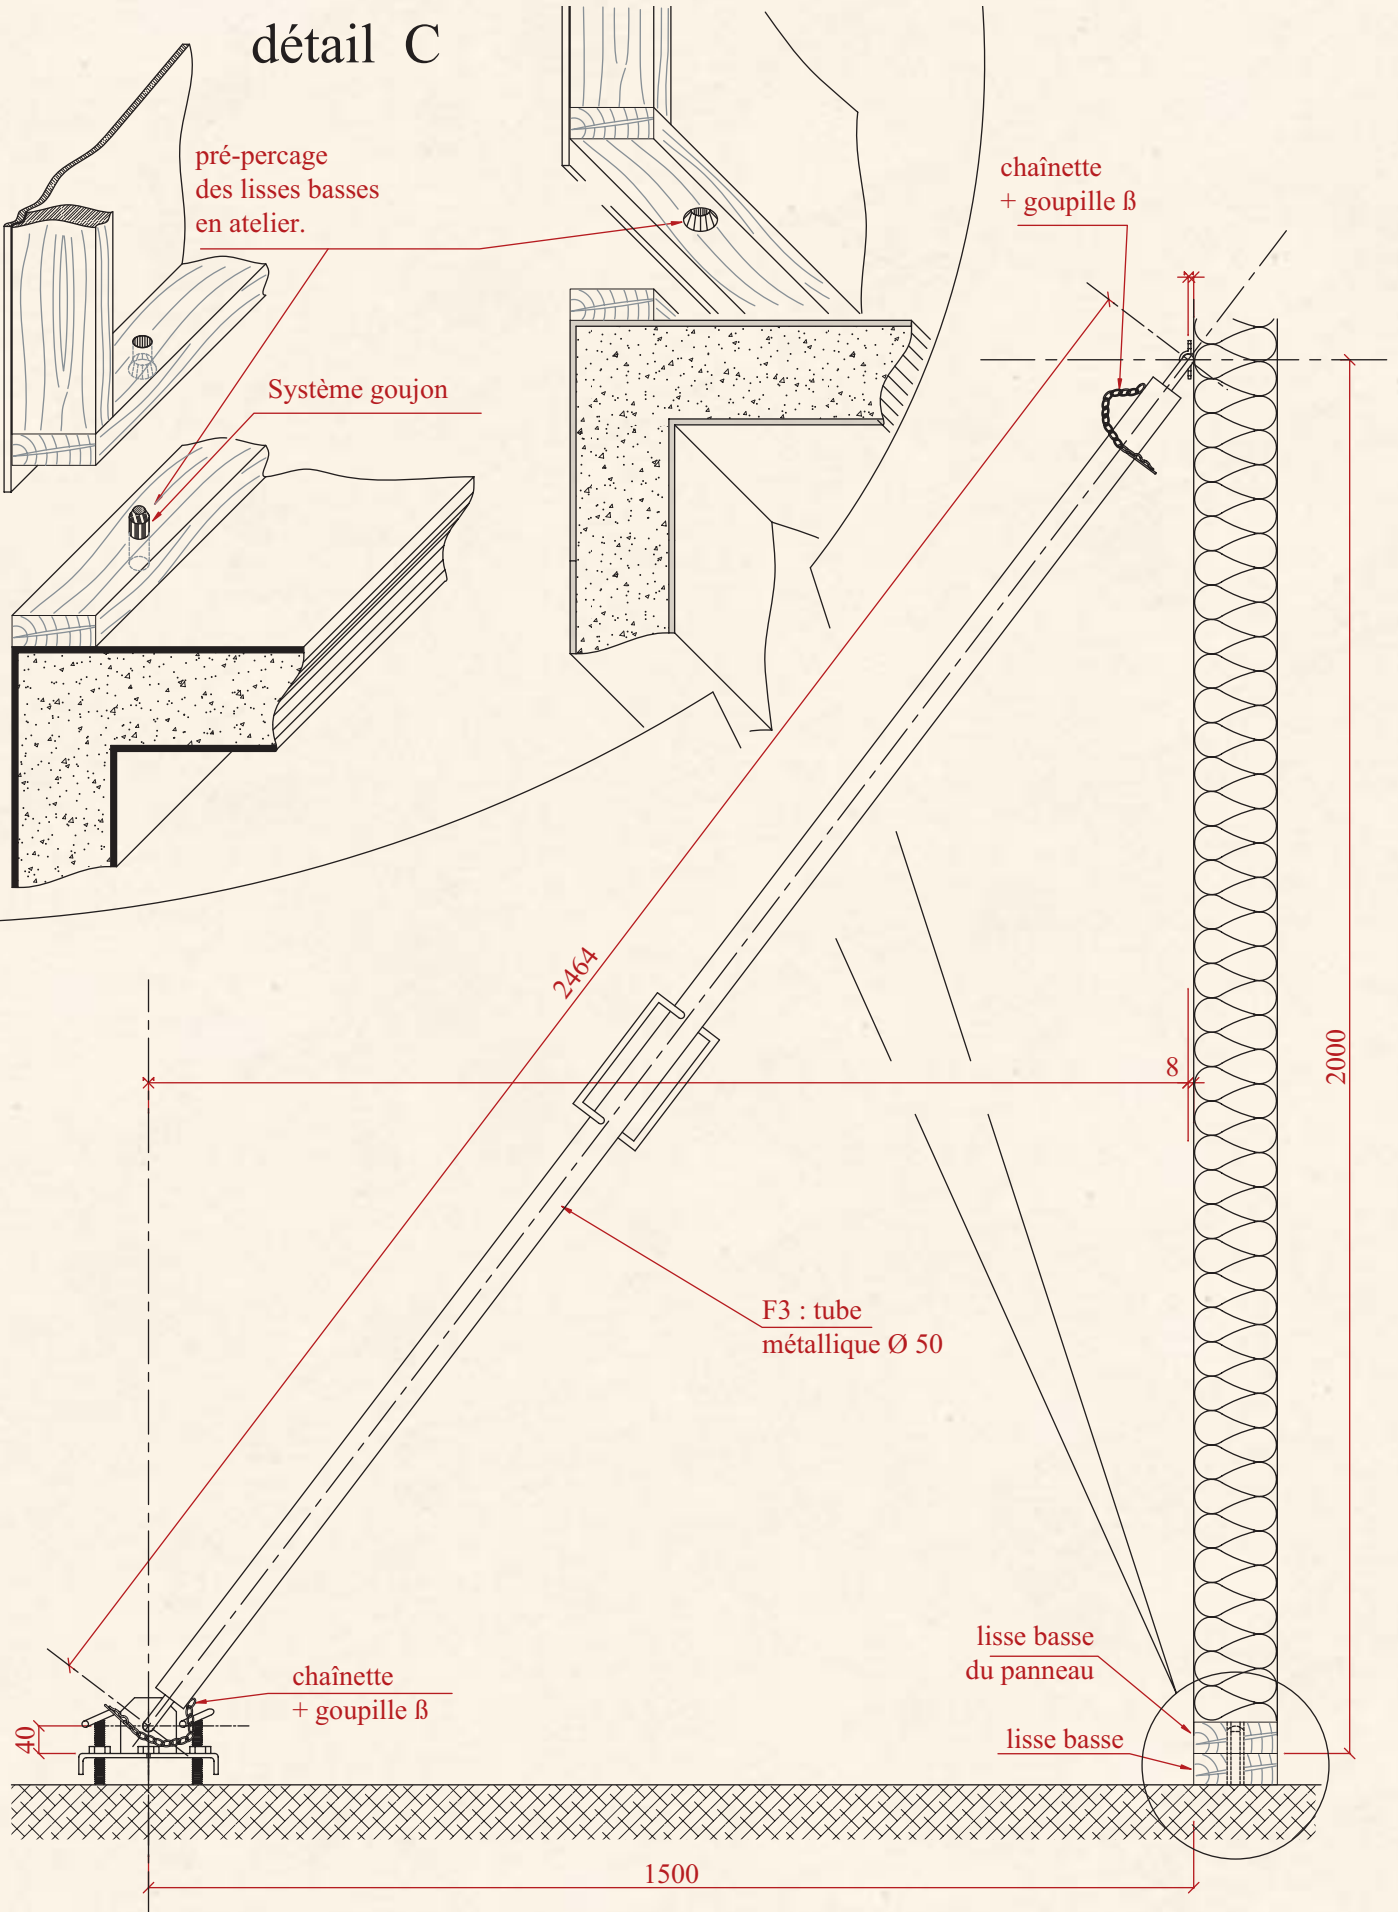 détail C
pré-percage
des lisses basses
en atelier.
chaînette
+ goupille ß
Système goujon
2464
8
2000
F3 : tube
métallique Ø 50
lisse basse
du panneau
chaînette
+ goupille ß
lisse basse
40
1500